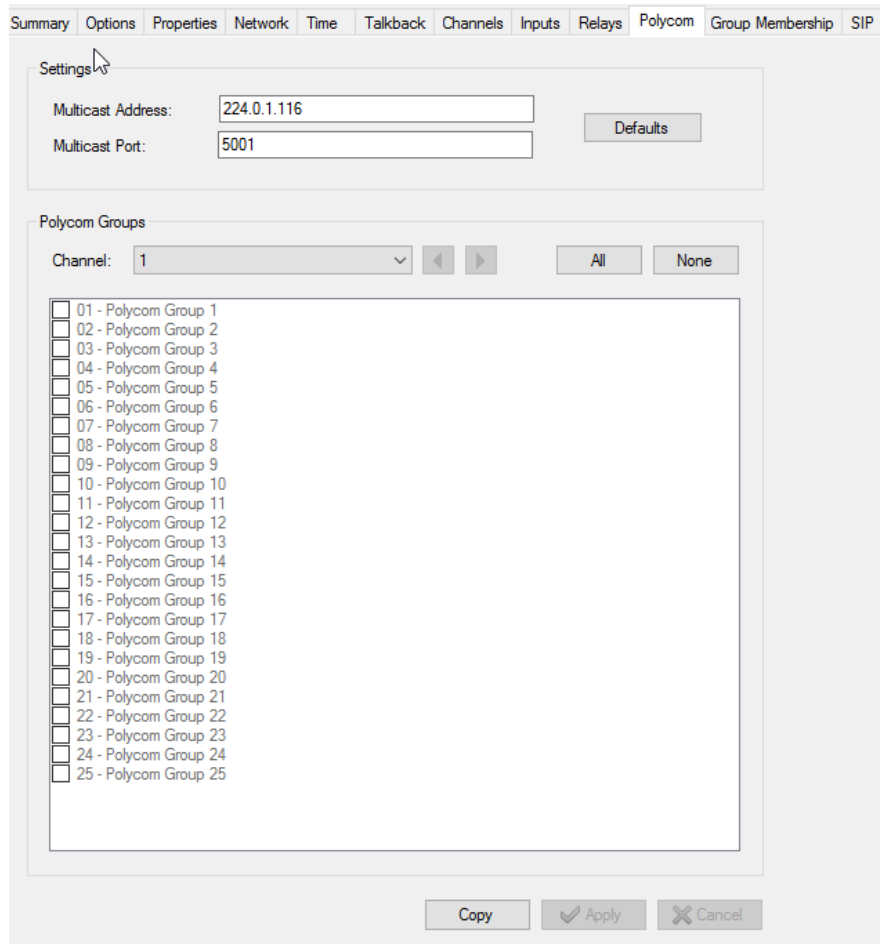 Summary Options Properties Network Time Talkback Channels Inputs Relays Polycom Group Membership SIP
Settings
Multicast Address: 224.0.1.116
Defaults
Multicast Port: 5001
Polycom Groups
Channel: 1 All None
01 - Polycom Group 1
02 - Polycom Group 2
03 - Polycom Group 3
04 - Polycom Group 4
05 - Polycom Group 5
06 - Polycom Group 6
07 - Polycom Group 7
08 - Polycom Group 8
09 - Polycom Group 9
10 - Polycom Group 10
11 - Polycom Group 11
12 - Polycom Group 12
13 - Polycom Group 13
14 - Polycom Group 14
15 - Polycom Group 15
16 - Polycom Group 16
17 - Polycom Group 17
18 - Polycom Group 18
19 - Polycom Group 19
20 - Polycom Group 20
21 - Polycom Group 21
22 - Polycom Group 22
23 - Polycom Group 23
24 - Polycom Group 24
25 - Polycom Group 25
Copy Apply Cancel